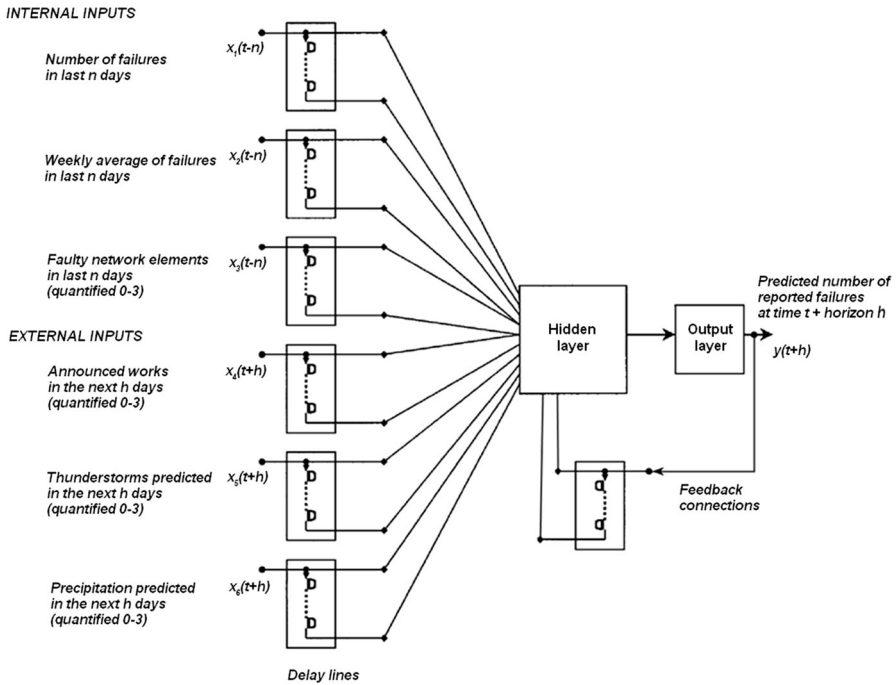 INTERNAL INPUTS
Number of failures
in last n days
x₁(t-n)
D
D
Weekly average of failures
in last n days
x₂(t-n)
D
D
Faulty network elements
in last n days
(quantified 0-3)
x₃(t-n)
D
D
EXTERNAL INPUTS
Announced works
in the next h days
(quantified 0-3)
x₄(t+h)
D
D
Thunderstorms predicted
in the next h days
(quantified 0-3)
x₅(t+h)
D
D
Precipitation predicted
in the next h days
(quantified 0-3)
x₆(t+h)
D
D
Delay lines
Hidden
layer
Output
layer
Predicted number of
reported failures
at time t + horizon h
y(t+h)
D
D
Feedback
connections